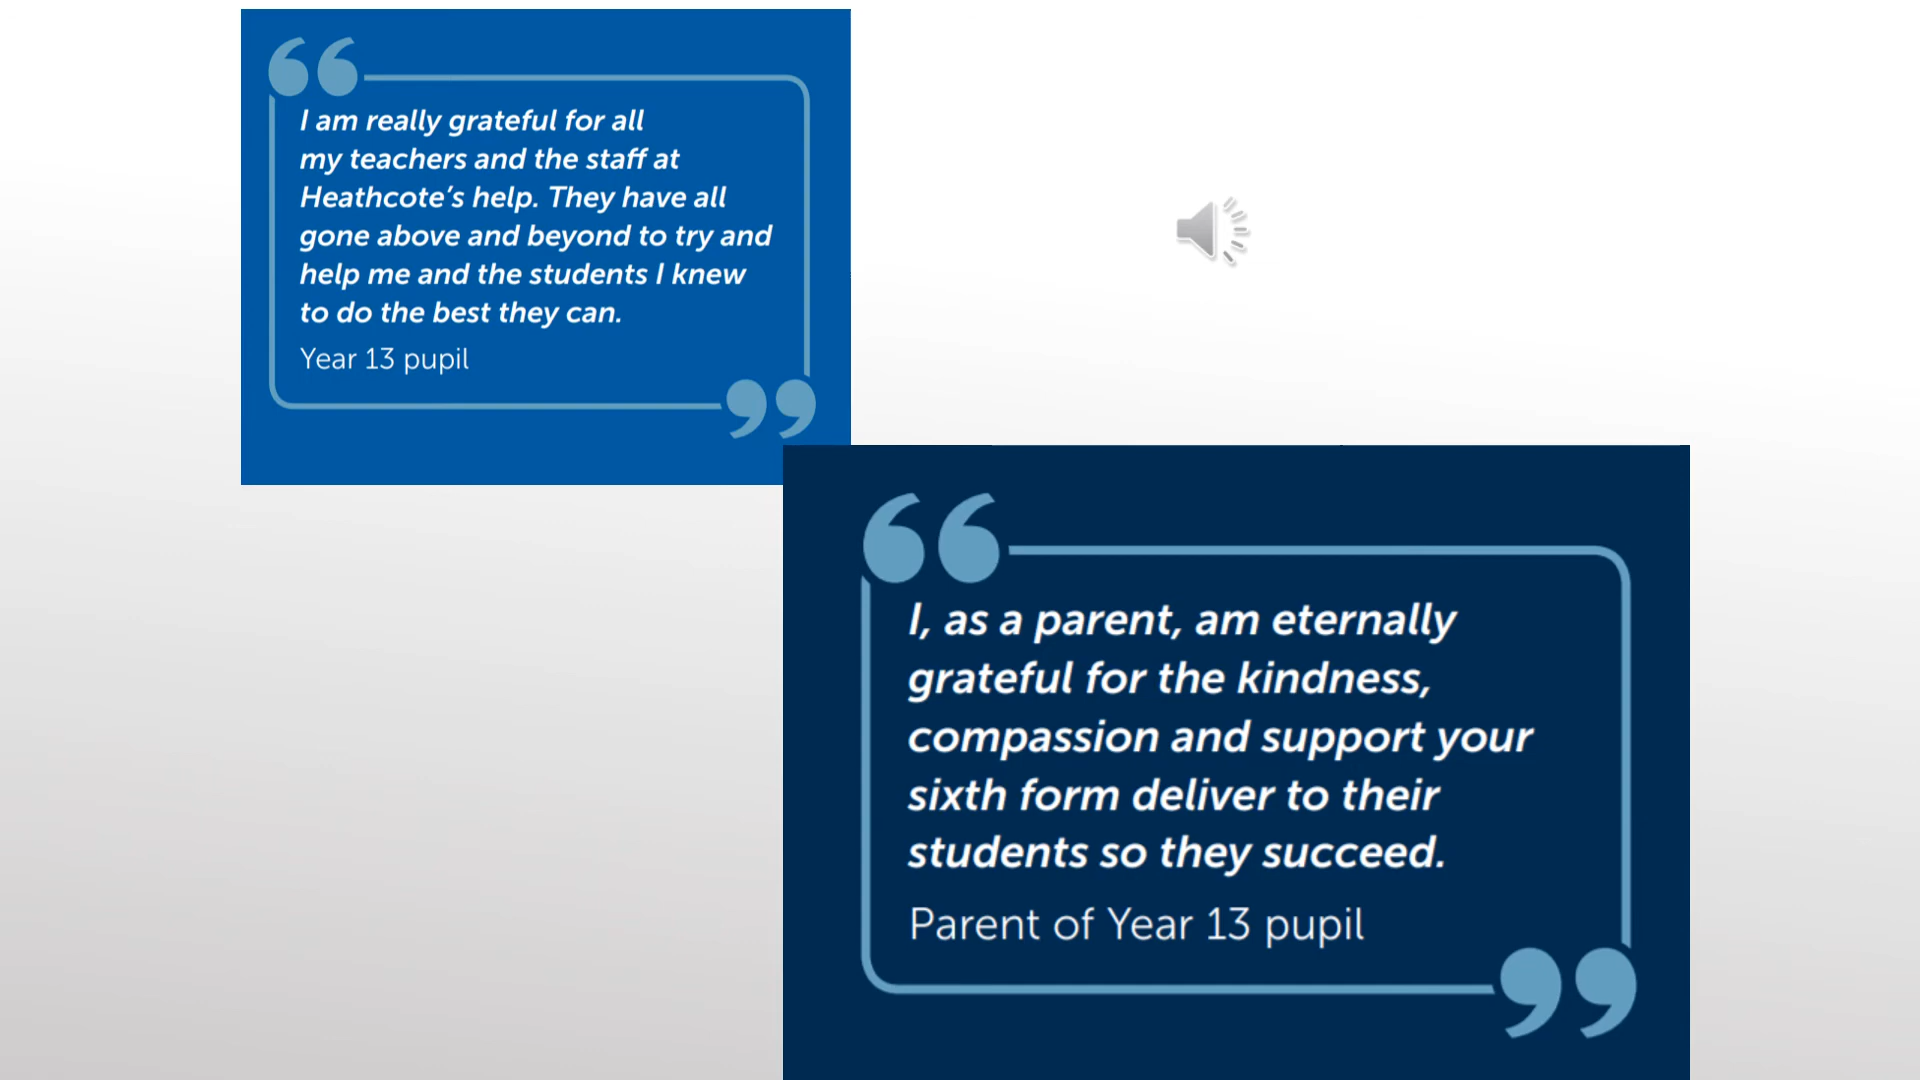 I am really grateful for all
my teachers and the staff at
Heathcote’s help. They have all
gone above and beyond to try and
help me and the students I knew
to do the best they can.
Year 13 pupil
I, as a parent, am eternally
grateful for the kindness,
compassion and support your
sixth form deliver to their
students so they succeed.
Parent of Year 13 pupil